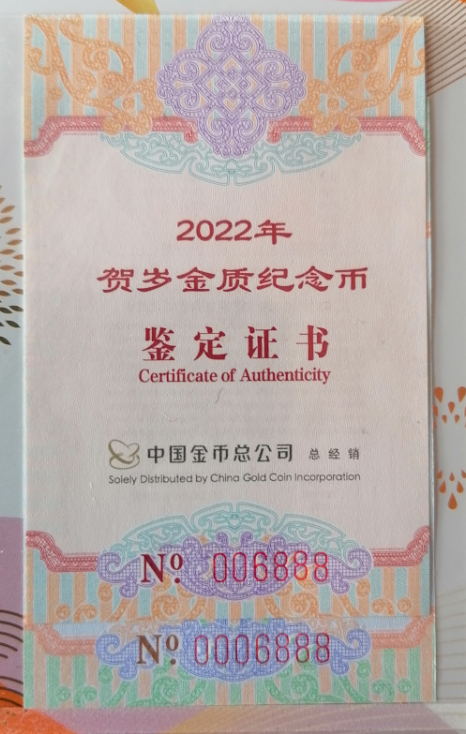 2022年
贺岁金质纪念币
鉴定证书
Certificate of Authenticity
中国金币总公司 总经销
Solely Distributed by China Gold Coin Incorporation
Nº 006888
Nº 0006888